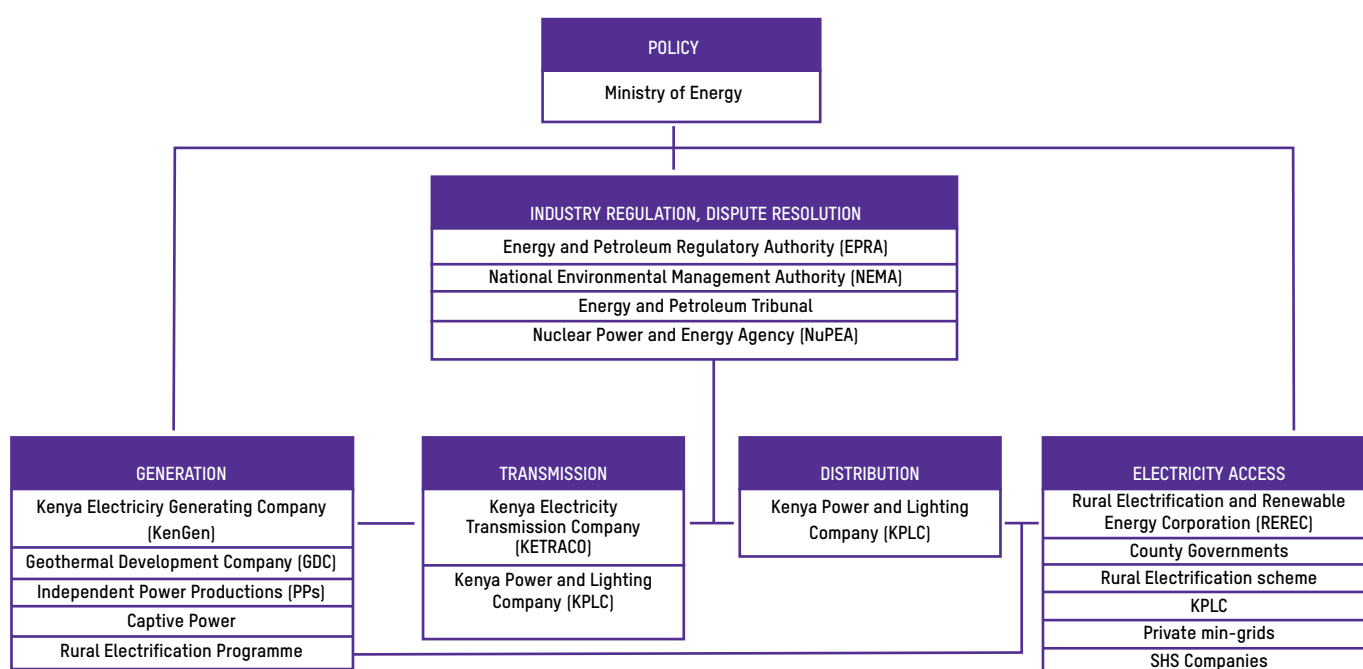 POLICY
Ministry of Energy
INDUSTRY REGULATION, DISPUTE RESOLUTION
Energy and Petroleum Regulatory Authority (EPRA)
National Environmental Management Authority (NEMA)
Energy and Petroleum Tribunal
Nuclear Power and Energy Agency (NuPEA)
GENERATION
Kenya Electriciry Generating Company
(KenGen)
Geothermal Development Company (GDC)
Independent Power Productions (PPs)
Captive Power
Rural Electrification Programme
TRANSMISSION
Kenya Electricity
Transmission Company
(KETRACO)
Kenya Power and Lighting
Company (KPLC)
DISTRIBUTION
Kenya Power and Lighting
Company (KPLC)
ELECTRICITY ACCESS
Rural Electrification and Renewable
Energy Corporation (REREC)
County Governments
Rural Electrification scheme
KPLC
Private min-grids
SHS Companies